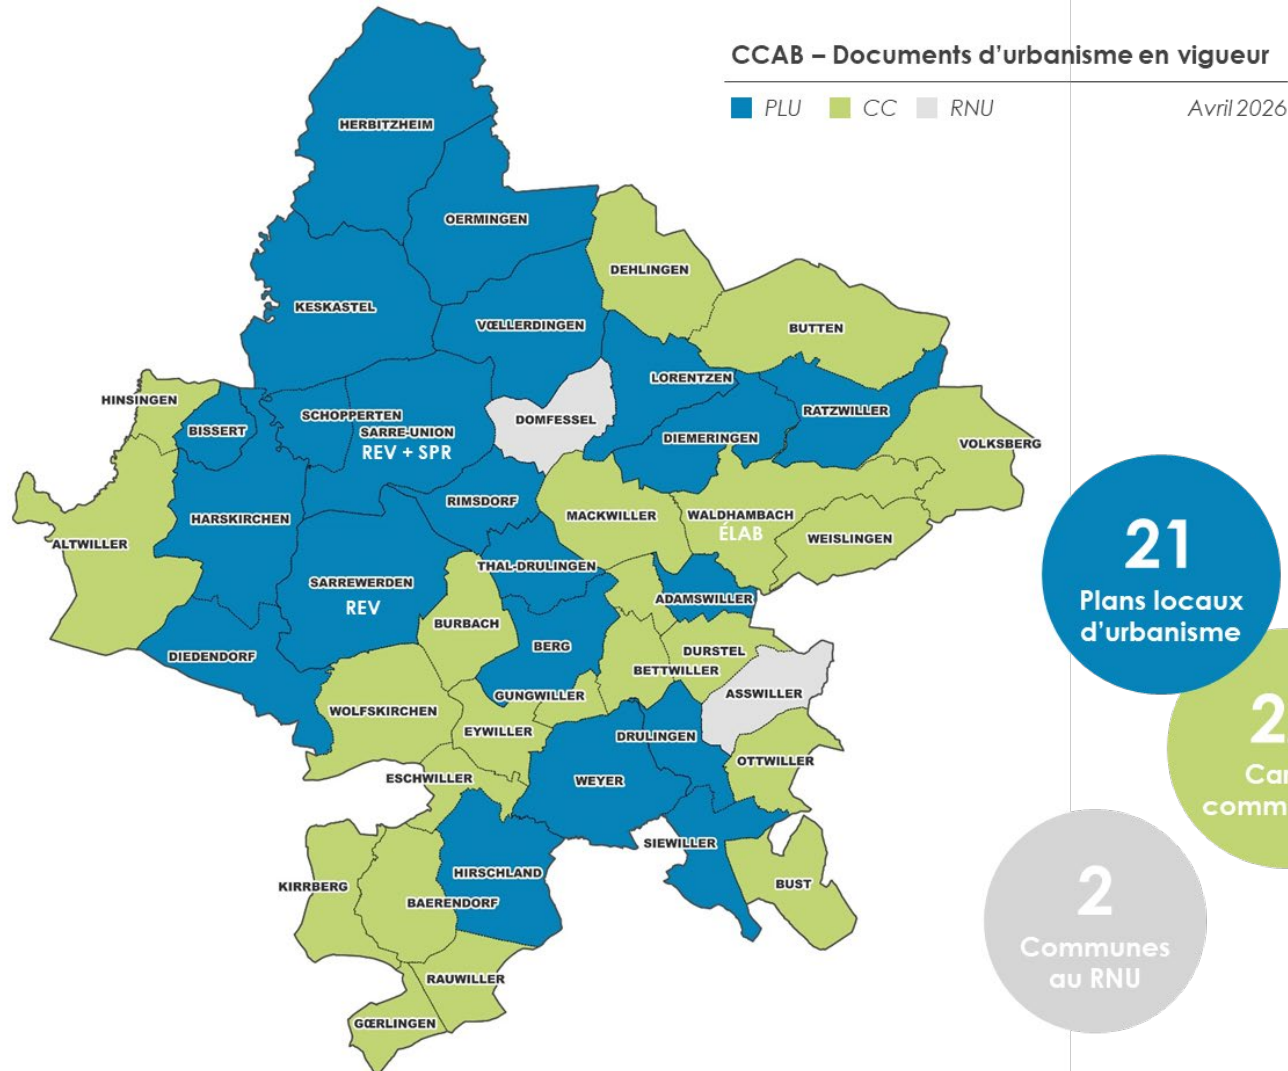 CCAB – Documents d'urbanisme en vigueur
PLU CC RNU Avril 2026
HERBITZHEIM
OERMINGEN
DEHLINGEN
KESKASTEL
VŒLLERDINGEN
BUTTEN
LORENTZEN
HINSINGEN
RATZWILLER
SCHOPPERTEN
DOMFESSEL
BISSERT
SARRE-UNION
REV + SPR
DIEMERINGEN
VOLKSBERG
RIMSDORF
MACKWILLER
WALDHAMBACH
ÉLAB
HARSKIRCHEN
WEISLINGEN
ALTWILLER
THAL-DRULINGEN
SARREWERDEN
REV
ADAMSWILLER
BURBACH
BERG
DURSTEL
DIEDENDORF
BETTWILLER
GUNGWILLER
ASSWILLER
WOLFSKIRCHEN
EYWILLER
DRULINGEN
OTTWILLER
ESCHWILLER
WEYER
SIEWILLER
HIRSCHLAND
BUST
KIRRBERG
BAERENDORF
RAUWILLER
GŒRLINGEN
21
Plans locaux
d'urbanisme
2
Communes
au RNU